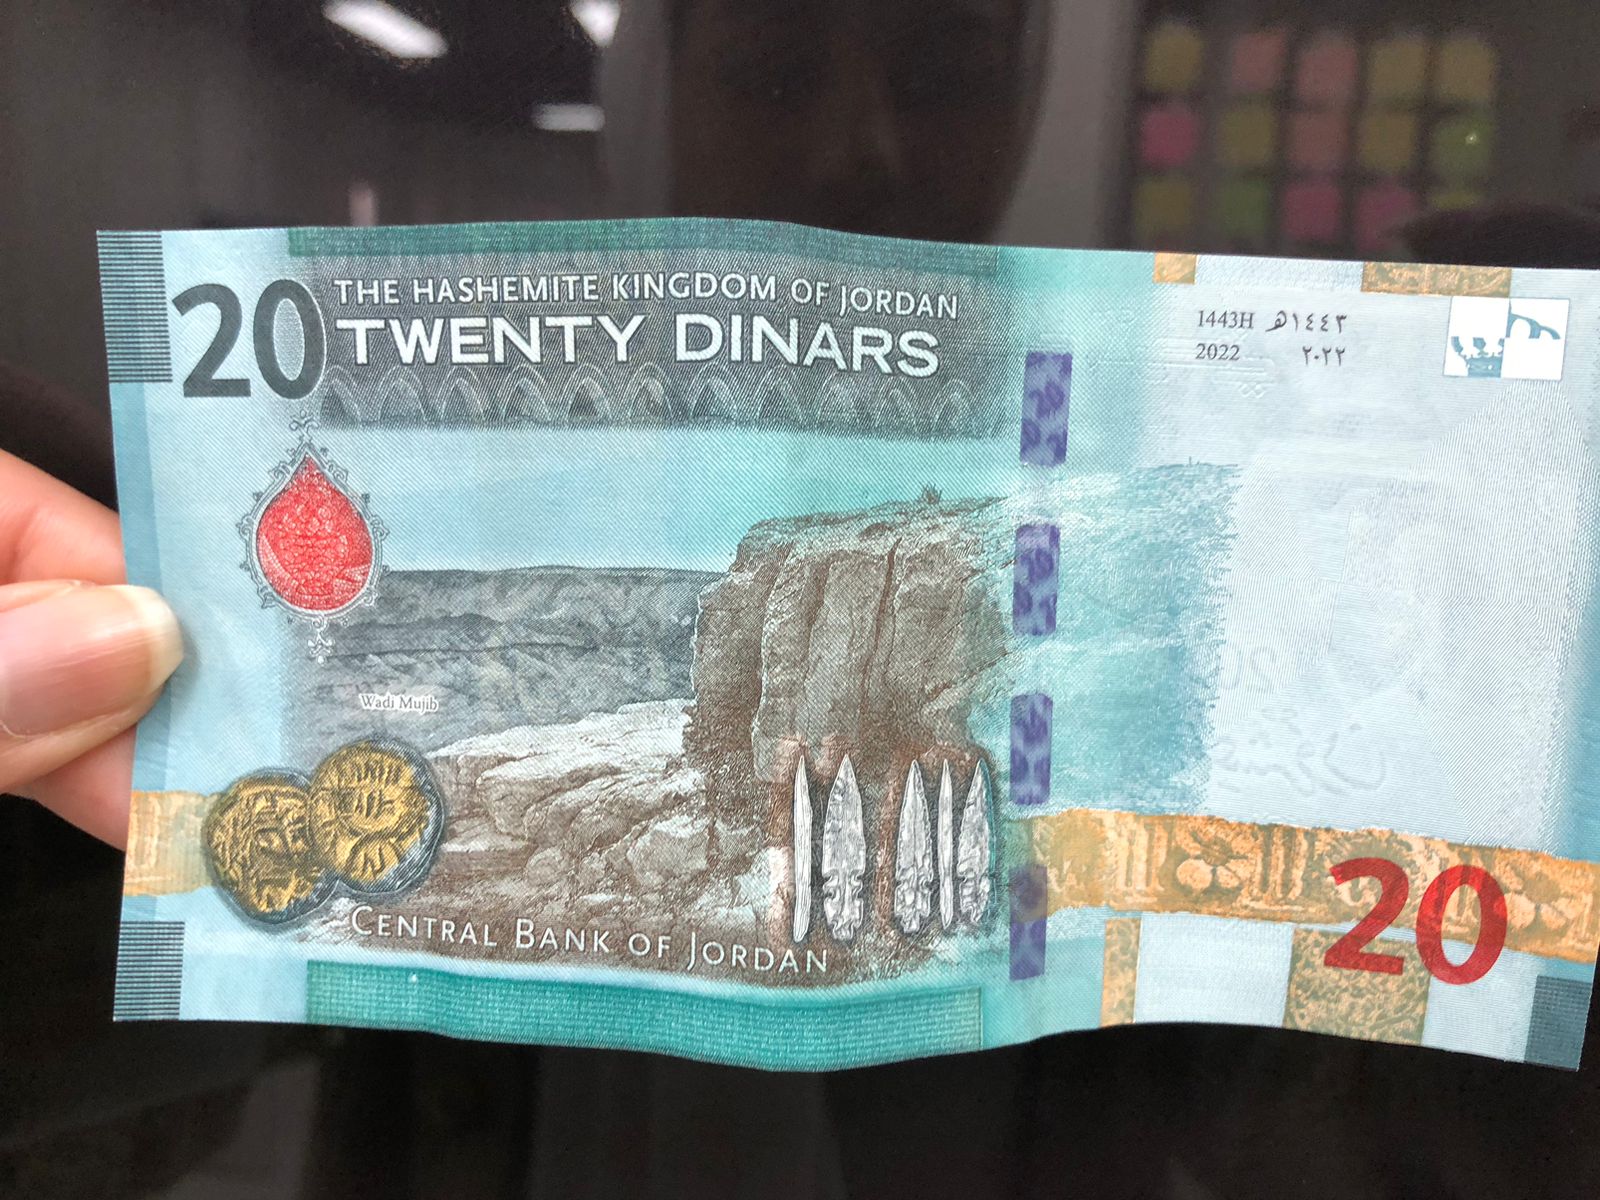 20
THE HASHEMITE KINGDOM OF JORDAN
TWENTY DINARS
1443H ١٤٤٣هـ
2022 ٢٠٢٢
Wadi Mujib
CENTRAL BANK OF JORDAN
20